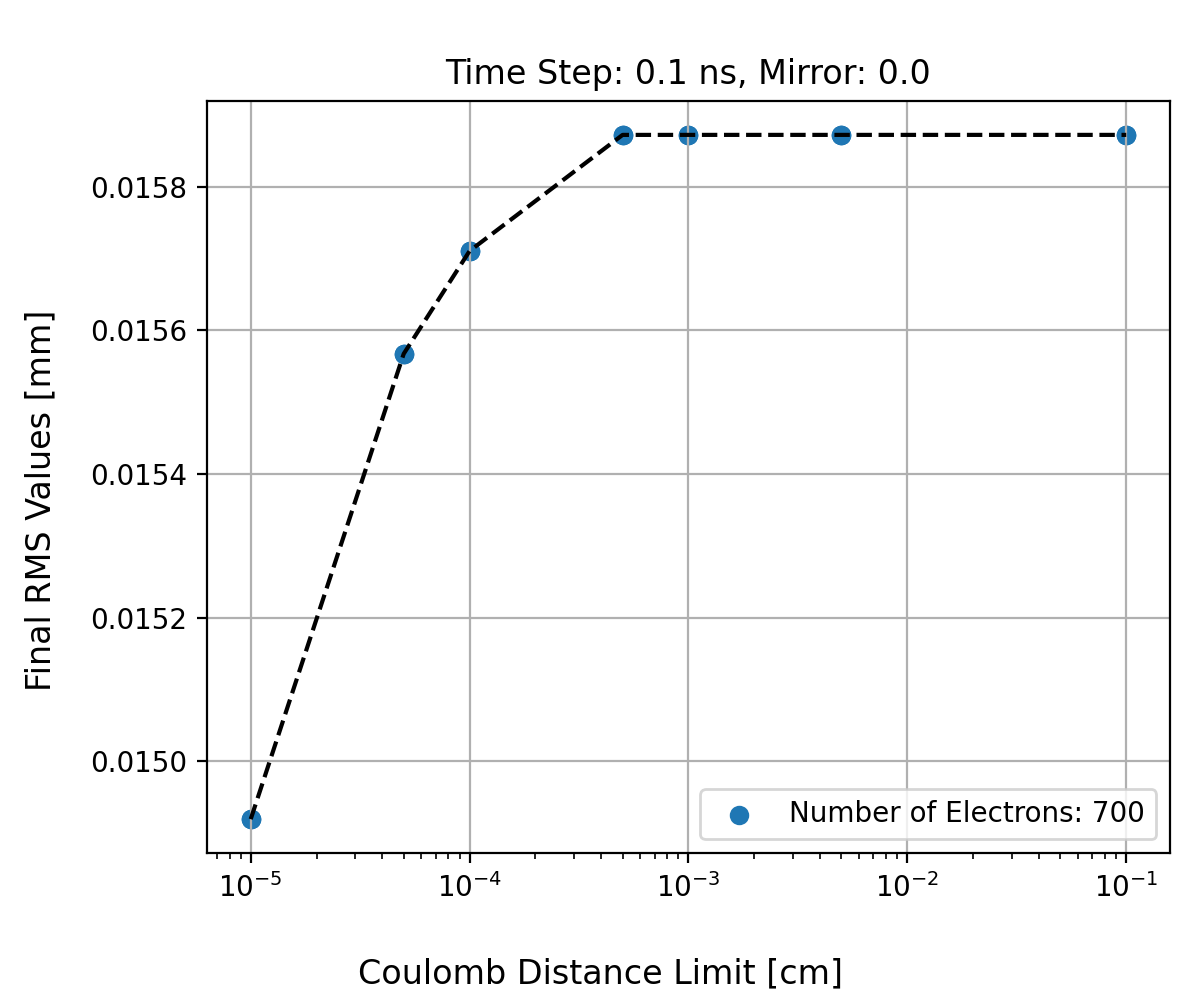 Time Step: 0.1 ns, Mirror: 0.0
Final RMS Values [mm]
0.0158
0.0156
0.0154
0.0152
0.0150
Number of Electrons: 700
10⁻⁵ 10⁻⁴ 10⁻³ 10⁻² 10⁻¹
Coulomb Distance Limit [cm]